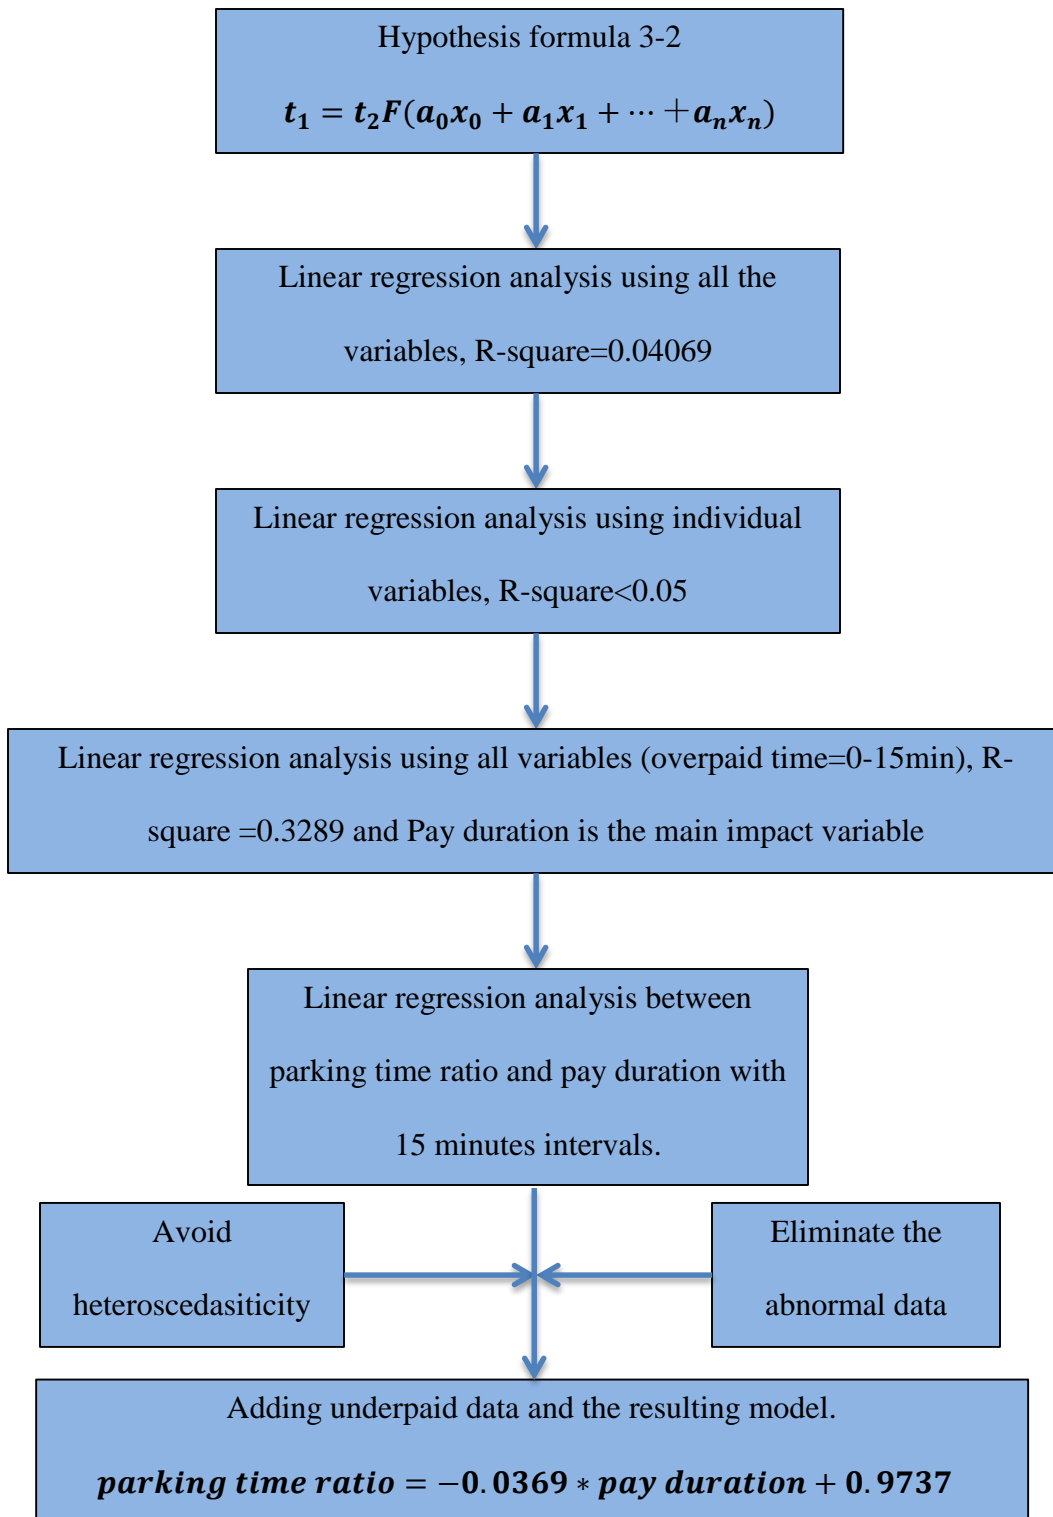 Hypothesis formula 3-2
t₁ = t₂F(a₀x₀ + a₁x₁ + ⋯ + aₙxₙ)
Linear regression analysis using all the
variables, R-square=0.04069
Linear regression analysis using individual
variables, R-square<0.05
Linear regression analysis using all variables (overpaid time=0-15min), R-
square =0.3289 and Pay duration is the main impact variable
Linear regression analysis between
parking time ratio and pay duration with
15 minutes intervals.
Avoid
heteroscedasiticity
Eliminate the
abnormal data
Adding underpaid data and the resulting model.
parking time ratio = −0.0369 ∗ pay duration + 0.9737